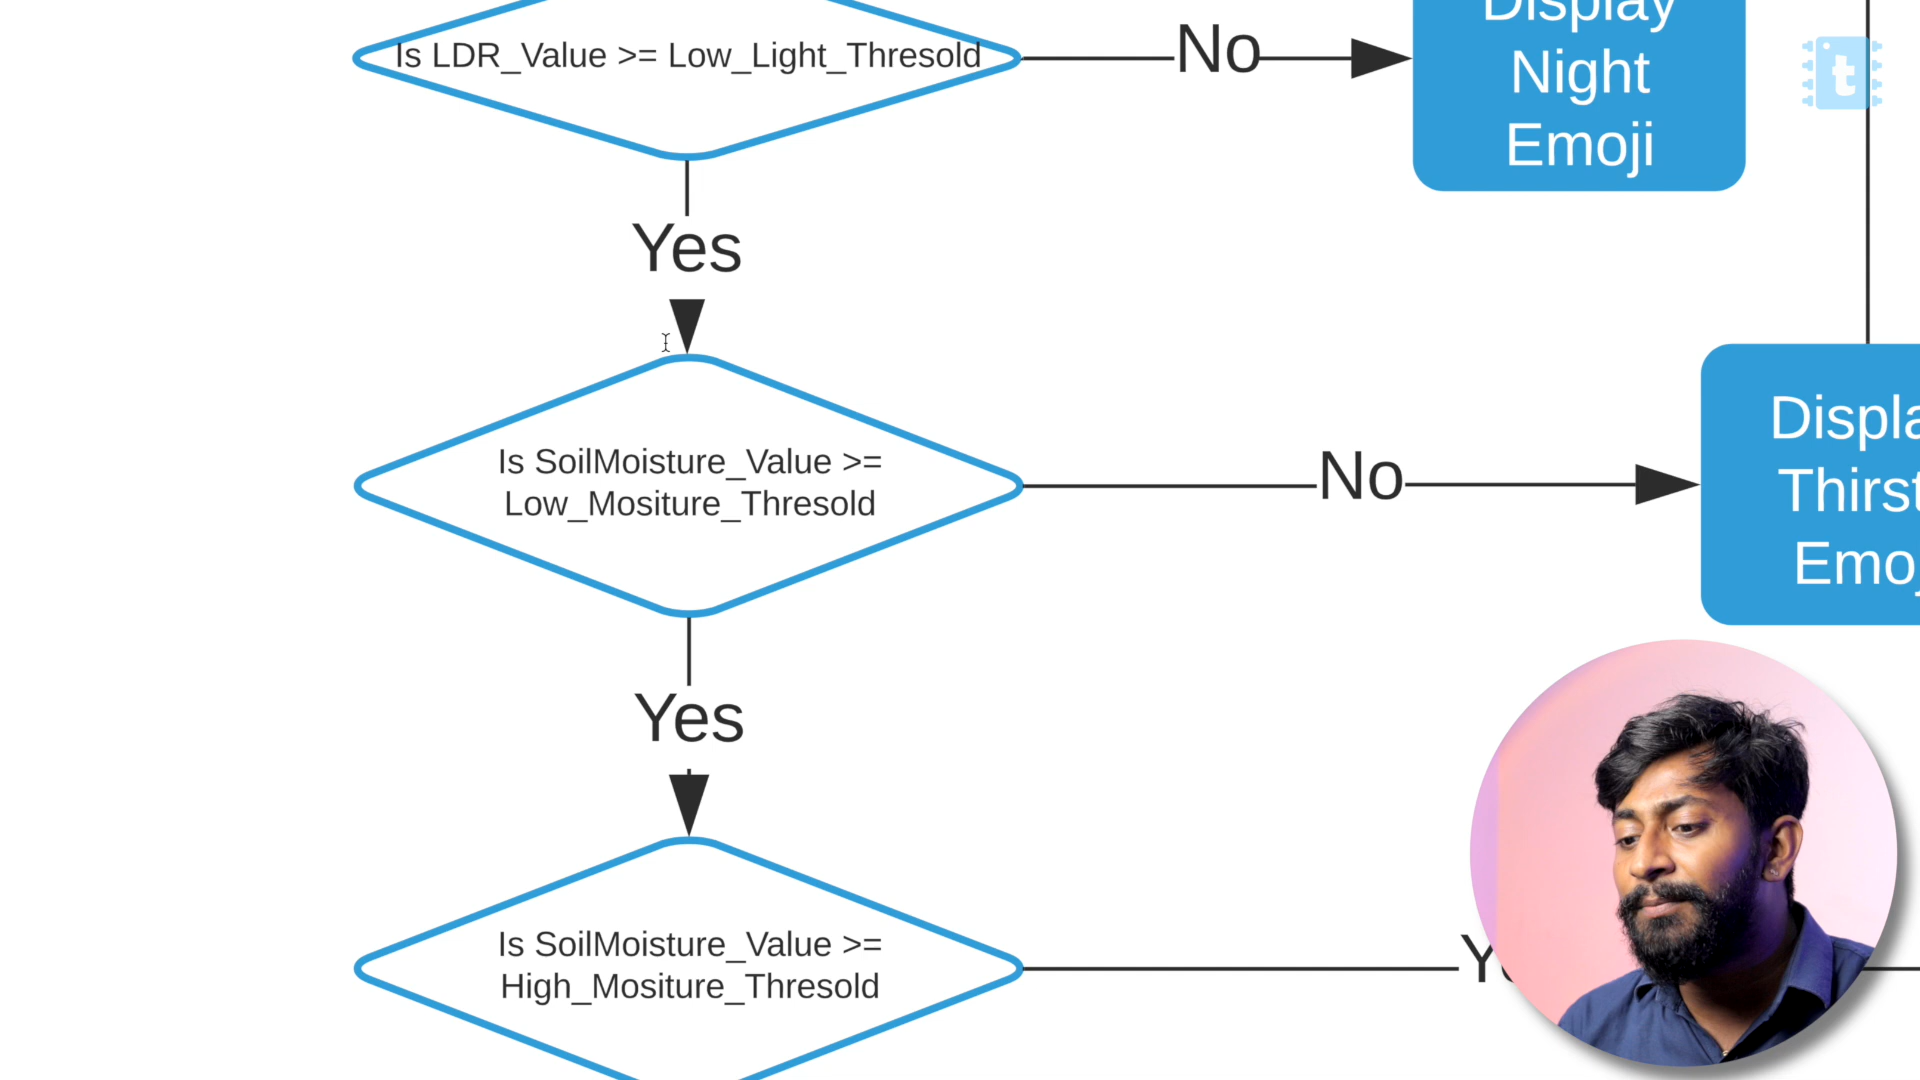 Display
Night
Emoji
Is LDR_Value >= Low_Light_Thresold
No
t
Yes
Is SoilMoisture_Value >=
Low_Mositure_Thresold
No
Displa
Thirst
Emoj
Yes
Is SoilMoisture_Value >=
High_Mositure_Thresold